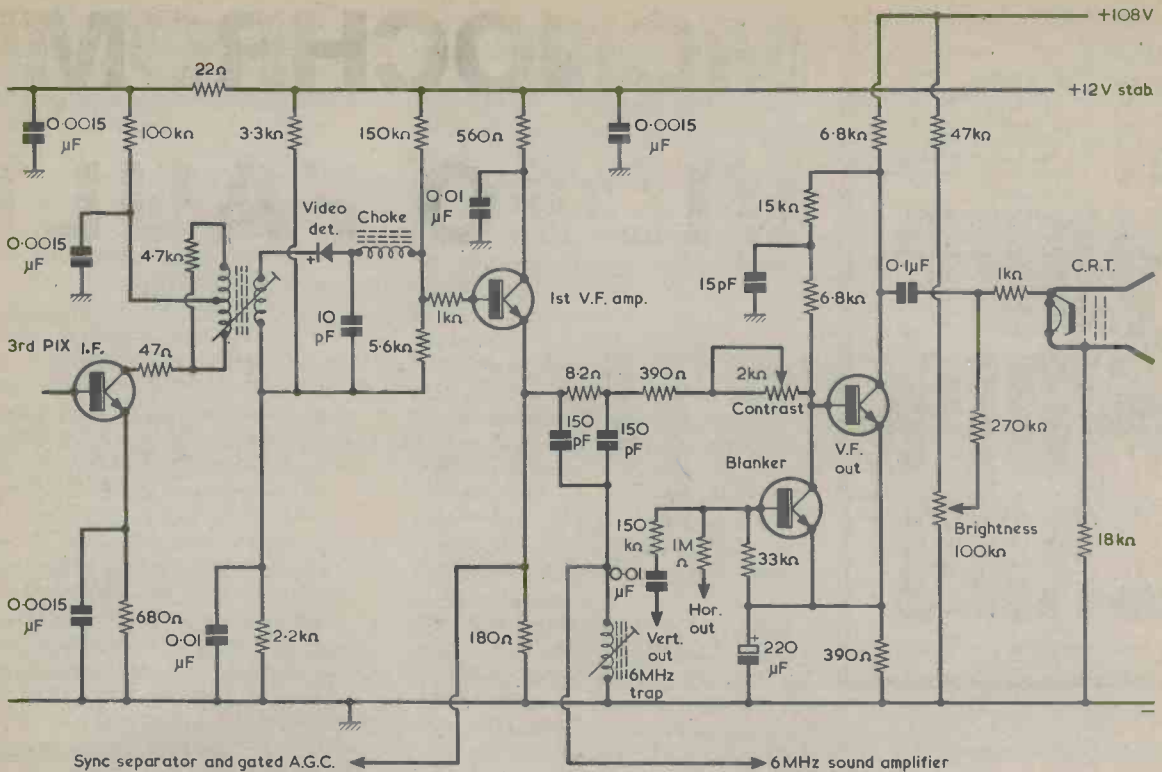 +108V
22Ω
+12V stab.
0·0015
µF
100kΩ
3·3kΩ
150kΩ
560Ω
0·0015
µF
6·8kΩ
47kΩ
0·01
µF
15kΩ
Video
det.
Choke
0·0015
µF
4·7kΩ
+
0·1µF
1kΩ
C.R.T.
15pF
6·8kΩ
1st V.F. amp.
10
pF
1kΩ
3rd PIX I.F.
47Ω
5·6kΩ
8·2Ω
390Ω
2kΩ
Contrast
150
pF
150
pF
V.F.
out
270kΩ
Blanker
150
kΩ
1M
Ω
33kΩ
Brightness
100kΩ
18kΩ
0·01
µF
Hor.
out
0·0015
µF
680Ω
0·01
µF
2·2kΩ
180Ω
Vert.
out
+
220
µF
390Ω
6MHz
trap
−
Sync separator and gated A.G.C.
6MHz sound amplifier